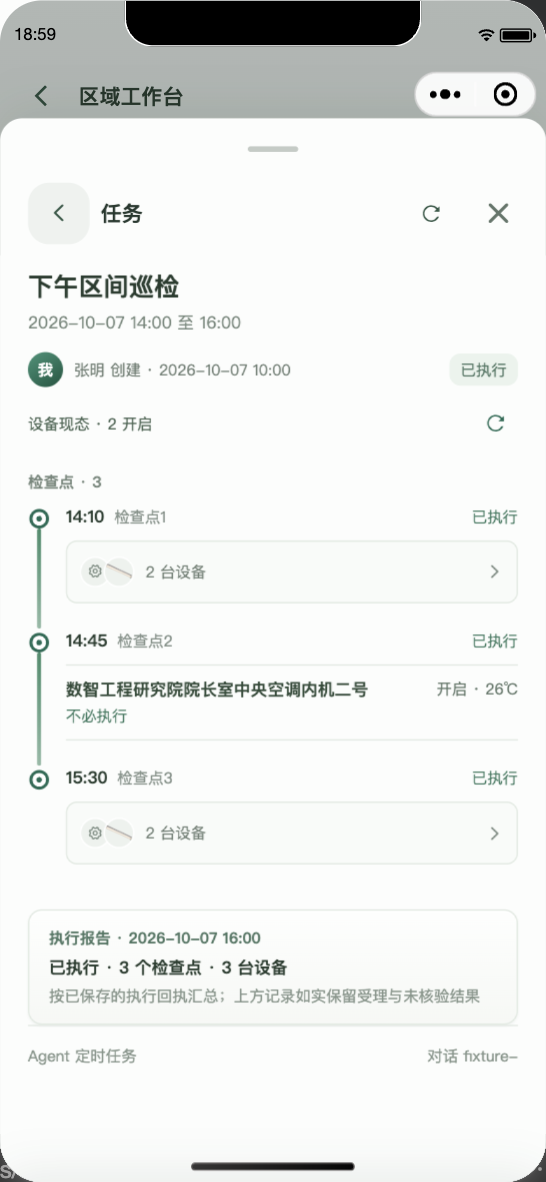 18:59
区域工作台
任务
下午区间巡检
2026-10-07 14:00 至 16:00
我 张明 创建 · 2026-10-07 10:00 已执行
设备现态 · 2 开启
检查点 · 3
14:10 检查点1 已执行
2 台设备
14:45 检查点2 已执行
数智工程研究院院长室中央空调内机二号 开启 · 26℃
不必执行
15:30 检查点3 已执行
2 台设备
执行报告 · 2026-10-07 16:00
已执行 · 3 个检查点 · 3 台设备
按已保存的执行回执汇总；上方记录如实保留受理与未核验结果
Agent 定时任务 对话 fixture-